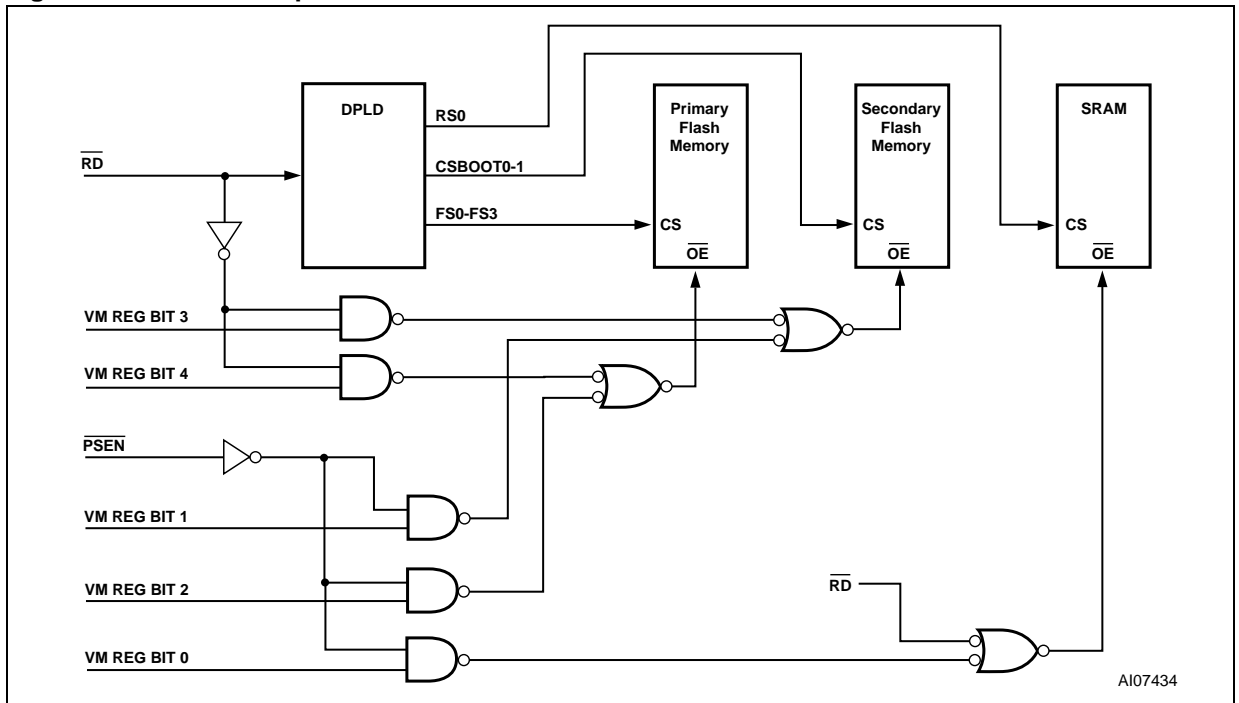 DPLD
RS0
CSBOOT0-1
FS0-FS3
Primary
Flash
Memory
CS
OE
Secondary
Flash
Memory
CS
OE
SRAM
CS
OE
RD
VM REG BIT 3
VM REG BIT 4
PSEN
VM REG BIT 1
VM REG BIT 2
VM REG BIT 0
RD
AI07434